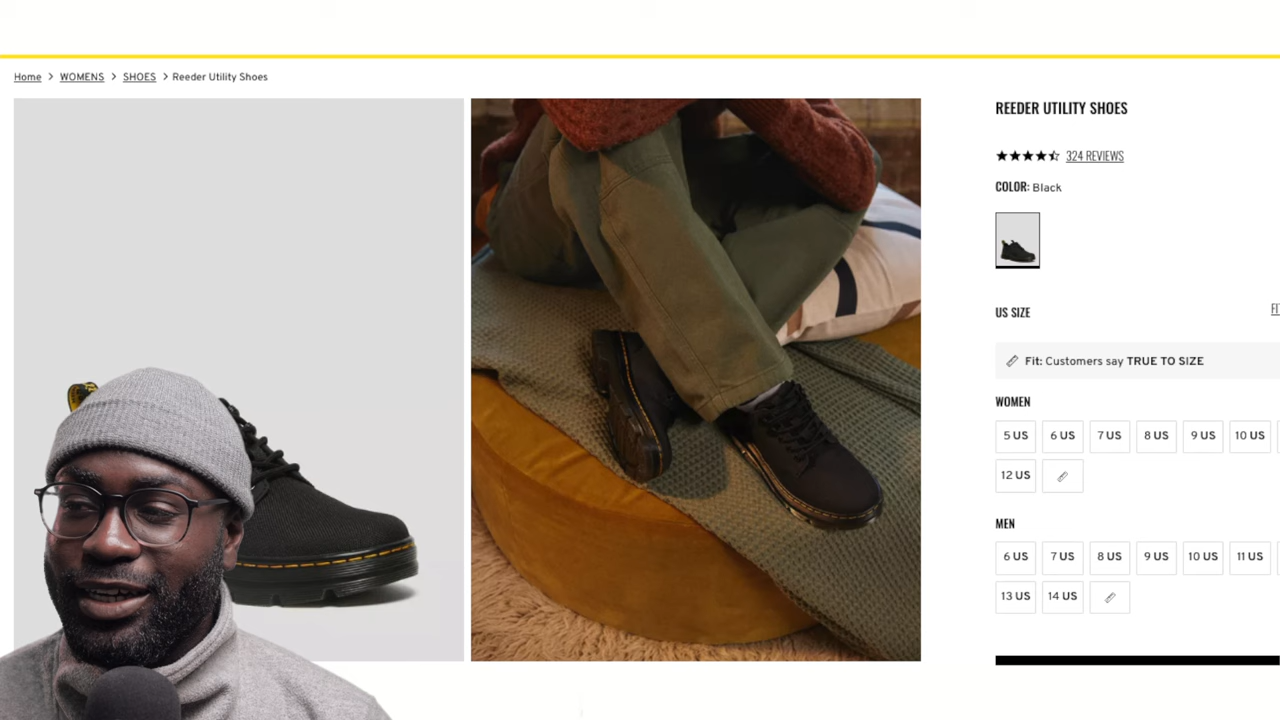 Home > WOMENS > SHOES > Reeder Utility Shoes
REEDER UTILITY SHOES
324 REVIEWS
COLOR: Black
US SIZE
Fit: Customers say TRUE TO SIZE
WOMEN
5 US
6 US
7 US
8 US
9 US
10 US
12 US
MEN
6 US
7 US
8 US
9 US
10 US
11 US
13 US
14 US